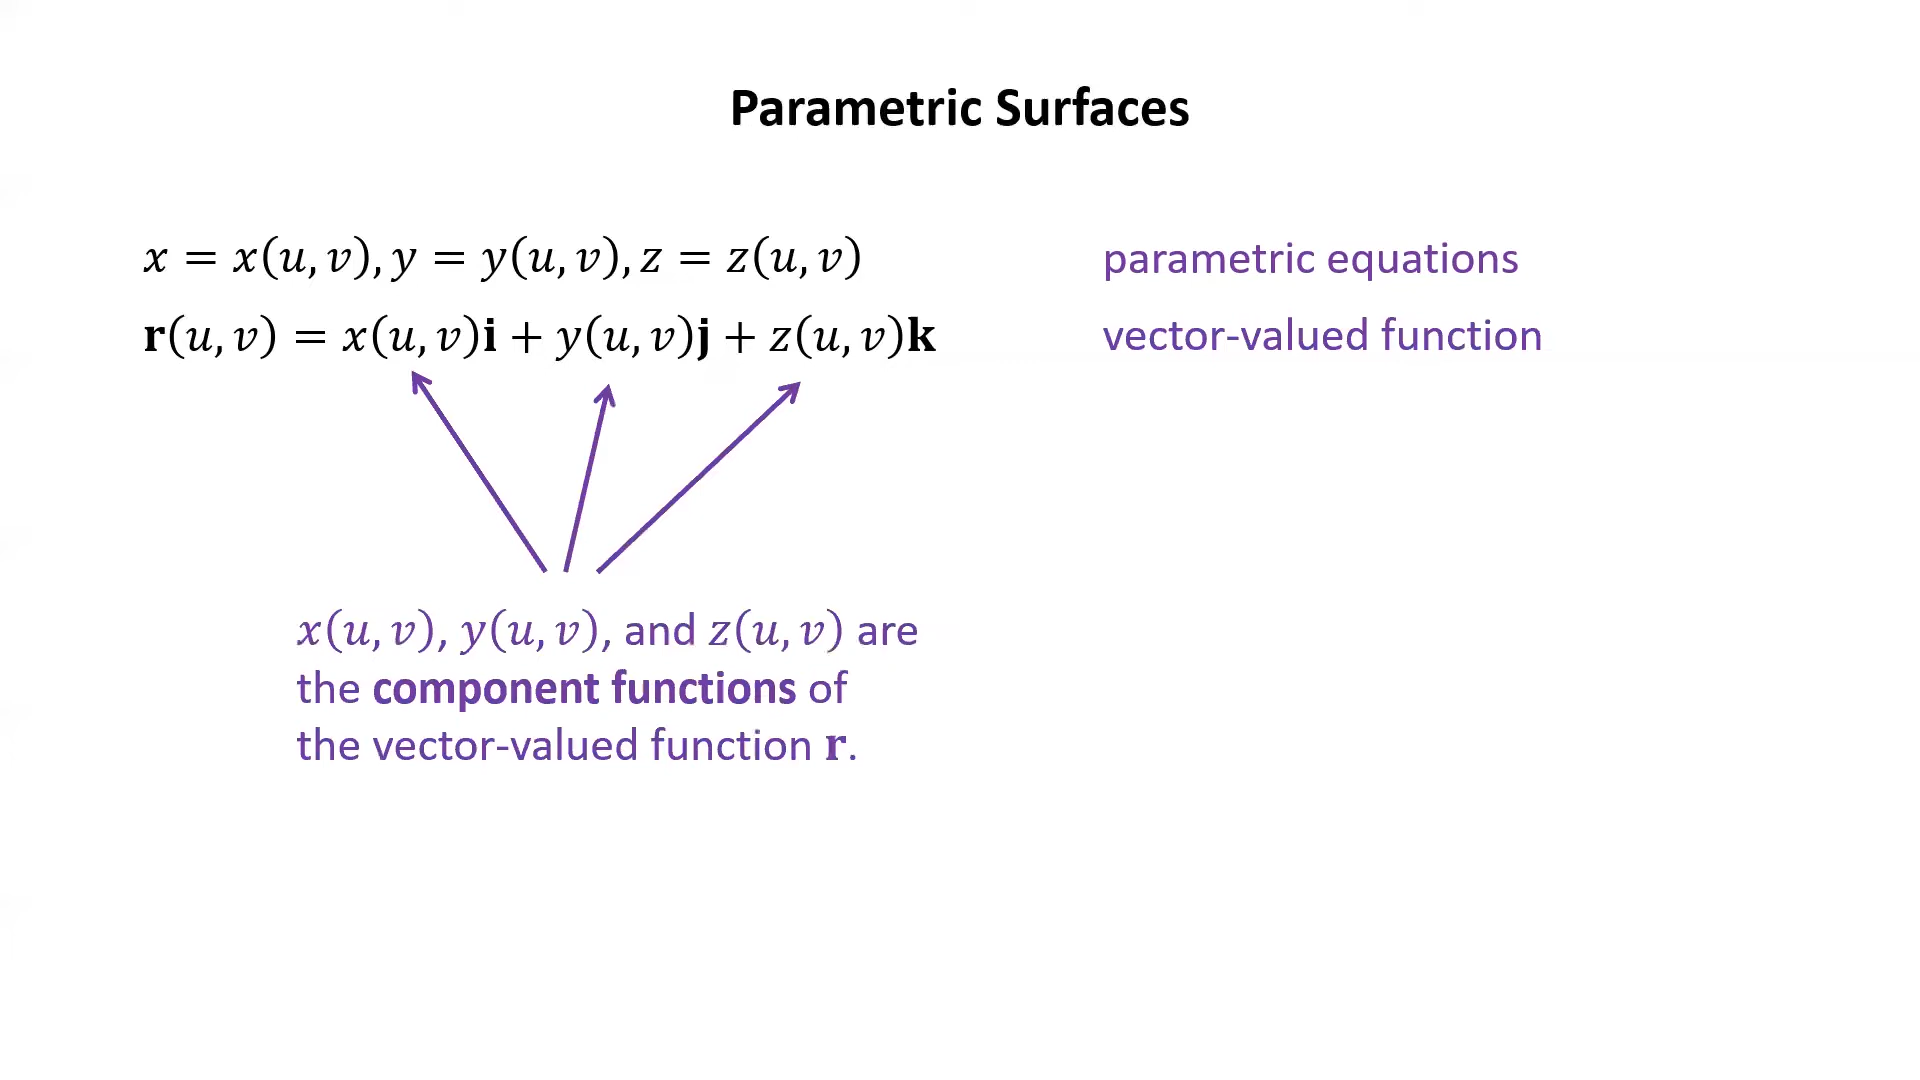 Parametric Surfaces
𝑥 = 𝑥(𝑢, 𝑣), 𝑦 = 𝑦(𝑢, 𝑣), 𝑧 = 𝑧(𝑢, 𝑣) parametric equations
𝐫(𝑢, 𝑣) = 𝑥(𝑢, 𝑣)𝐢 + 𝑦(𝑢, 𝑣)𝐣 + 𝑧(𝑢, 𝑣)𝐤 vector-valued function
𝑥(𝑢, 𝑣), 𝑦(𝑢, 𝑣), and 𝑧(𝑢, 𝑣) are
the component functions of
the vector-valued function 𝐫.